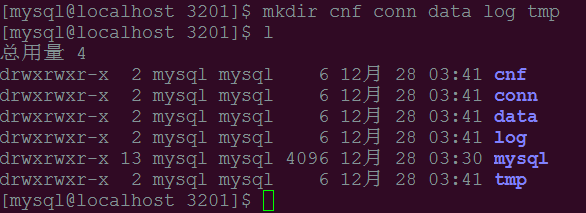 [mysql@localhost 3201]$ mkdir cnf conn data log tmp
[mysql@localhost 3201]$ l
总用量 4
drwxrwxr-x  2 mysql mysql    6 12月 28 03:41 cnf
drwxrwxr-x  2 mysql mysql    6 12月 28 03:41 conn
drwxrwxr-x  2 mysql mysql    6 12月 28 03:41 data
drwxrwxr-x  2 mysql mysql    6 12月 28 03:41 log
drwxrwxr-x 13 mysql mysql 4096 12月 28 03:30 mysql
drwxrwxr-x  2 mysql mysql    6 12月 28 03:41 tmp
[mysql@localhost 3201]$